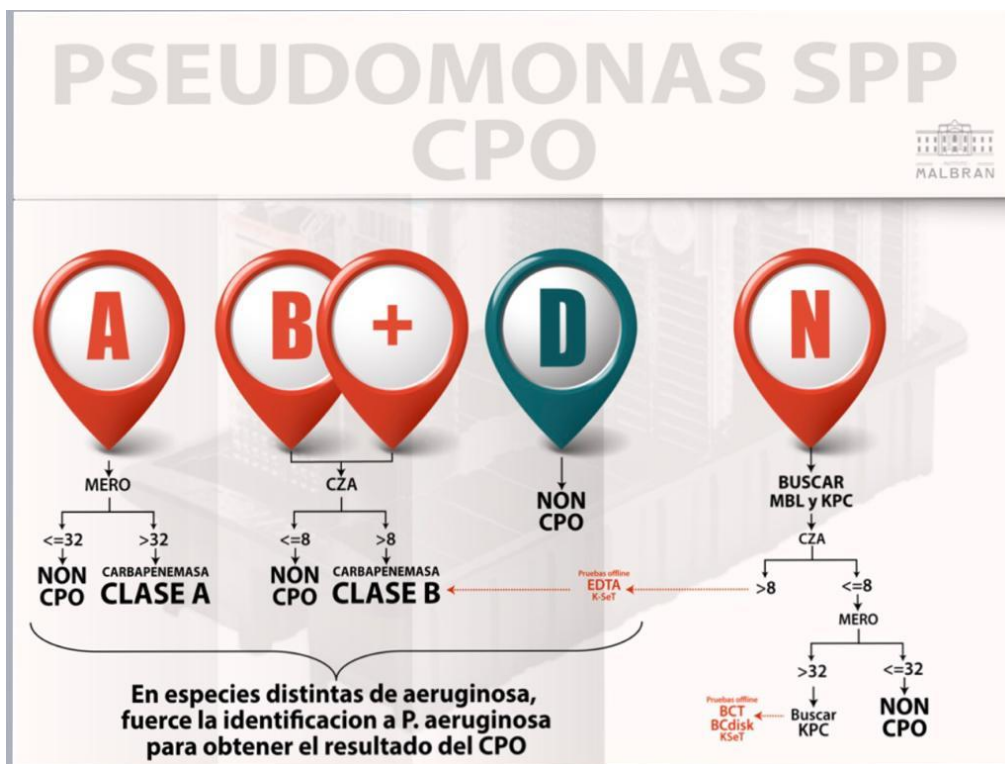 PSEUDOMONAS SPP
CPO
MALBRAN
A
B
+
D
N
MERO
<=32
>32
NON
CPO
CARBAPENEMASA
CLASE A
CZA
<=8
>8
NON
CPO
CARBAPENEMASA
CLASE B
NON
CPO
BUSCAR
MBL y KPC
CZA
>8
<=8
Pruebas offline
EDTA
K-SeT
MERO
>32
<=32
Buscar
KPC
NON
CPO
Pruebas offline
BCT
BCdisk
KSeT
En especies distintas de aeruginosa,
fuerce la identificacion a P. aeruginosa
para obtener el resultado del CPO